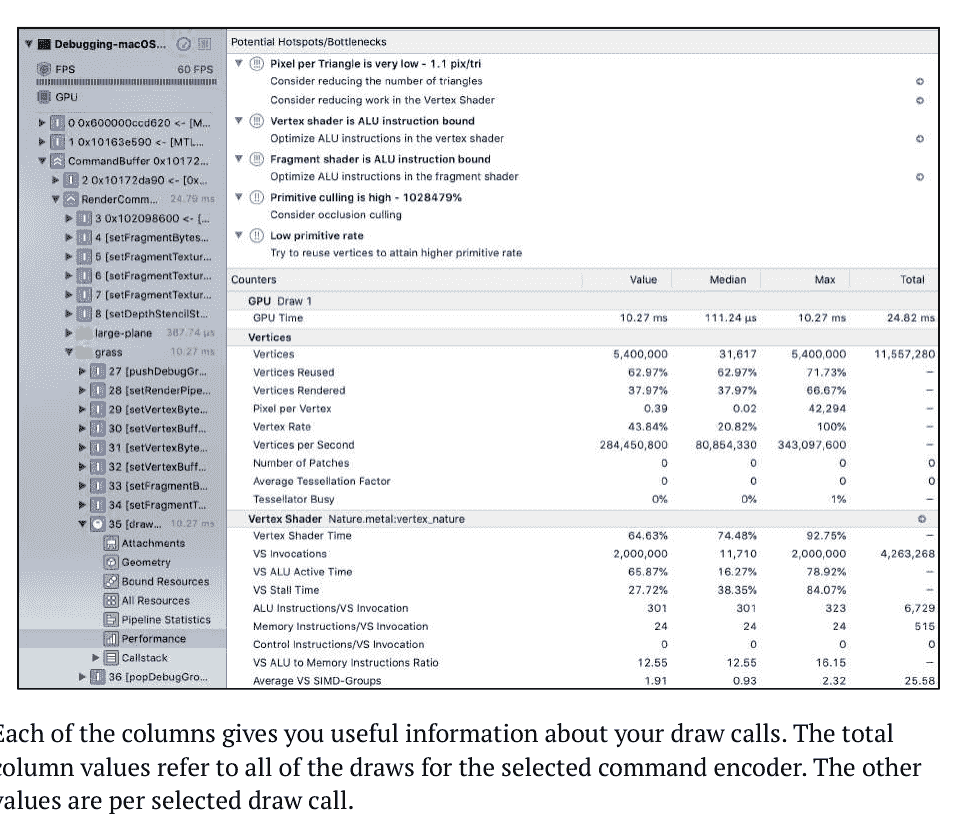 Debugging-macOS...
FPS 60 FPS
GPU
0 0x600000ccd620 <- [M...
1 0x10163e590 <- [MTL...
CommandBuffer 0x10172...
2 0x10172da90 <- [0x...
RenderComm... 24.79 ms
3 0x102098600 <- [...
4 [setFragmentBytes...
5 [setFragmentTextur...
6 [setFragmentTextur...
7 [setFragmentTextur...
8 [setDepthStencilSt...
large-plane 387.74 µs
grass 10.27 ms
27 [pushDebugGr...
28 [setRenderPipe...
29 [setVertexByte...
30 [setVertexBuff...
31 [setVertexByte...
32 [setVertexBuff...
33 [setFragmentB...
34 [setFragmentT...
35 [draw... 10.27 ms
Attachments
Geometry
Bound Resources
All Resources
Pipeline Statistics
Performance
Callstack
36 [popDebugGro...
Potential Hotspots/Bottlenecks
Pixel per Triangle is very low - 1.1 pix/tri
Consider reducing the number of triangles
Consider reducing work in the Vertex Shader
Vertex shader is ALU instruction bound
Optimize ALU instructions in the vertex shader
Fragment shader is ALU instruction bound
Optimize ALU instructions in the fragment shader
Primitive culling is high - 1028479%
Consider occlusion culling
Low primitive rate
Try to reuse vertices to attain higher primitive rate
Counters Value Median Max Total
GPU Draw 1
GPU Time 10.27 ms 111.24 µs 10.27 ms 24.82 ms
Vertices
Vertices 5,400,000 31,617 5,400,000 11,557,280
Vertices Reused 62.97% 62.97% 71.73% –
Vertices Rendered 37.97% 37.97% 66.67% –
Pixel per Vertex 0.39 0.02 42,294 –
Vertex Rate 43.84% 20.82% 100% –
Vertices per Second 284,450,800 80,854,330 343,097,600 –
Number of Patches 0 0 0 0
Average Tessellation Factor 0 0 0 0
Tessellator Busy 0% 0% 1% –
Vertex Shader Nature.metal:vertex_nature
Vertex Shader Time 64.63% 74.48% 92.75% –
VS Invocations 2,000,000 11,710 2,000,000 4,263,268
VS ALU Active Time 65.87% 16.27% 78.92% –
VS Stall Time 27.72% 38.35% 84.07% –
ALU Instructions/VS Invocation 301 301 323 6,729
Memory Instructions/VS Invocation 24 24 24 515
Control Instructions/VS Invocation 0 0 0 0
VS ALU to Memory Instructions Ratio 12.55 12.55 16.15 –
Average VS SIMD-Groups 1.91 0.93 2.32 25.58
Each of the columns gives you useful information about your draw calls. The total
column values refer to all of the draws for the selected command encoder. The other
values are per selected draw call.